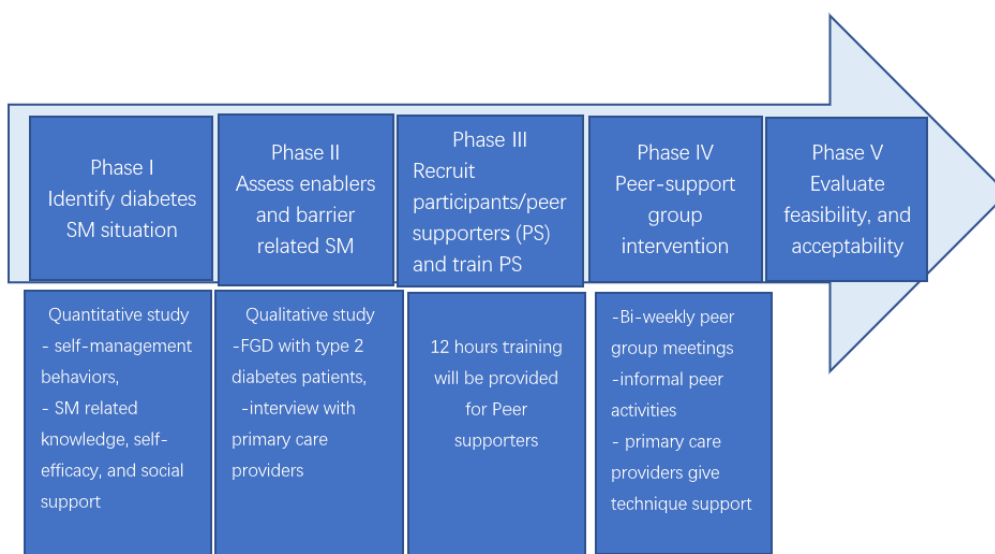 Phase I
Identify diabetes
SM situation
Phase II
Assess enablers
and barrier
related SM
Phase III
Recruit
participants/peer
supporters (PS)
and train PS
Phase IV
Peer-support
group
intervention
Phase V
Evaluate
feasibility, and
acceptability
Quantitative study
- self-management
behaviors,
- SM related
knowledge, self-
efficacy, and social
support
Qualitative study
-FGD with type 2
diabetes patients,
-interview with
primary care
providers
12 hours training
will be provided
for Peer
supporters
-Bi-weekly peer
group meetings
-informal peer
activities
- primary care
providers give
technique support